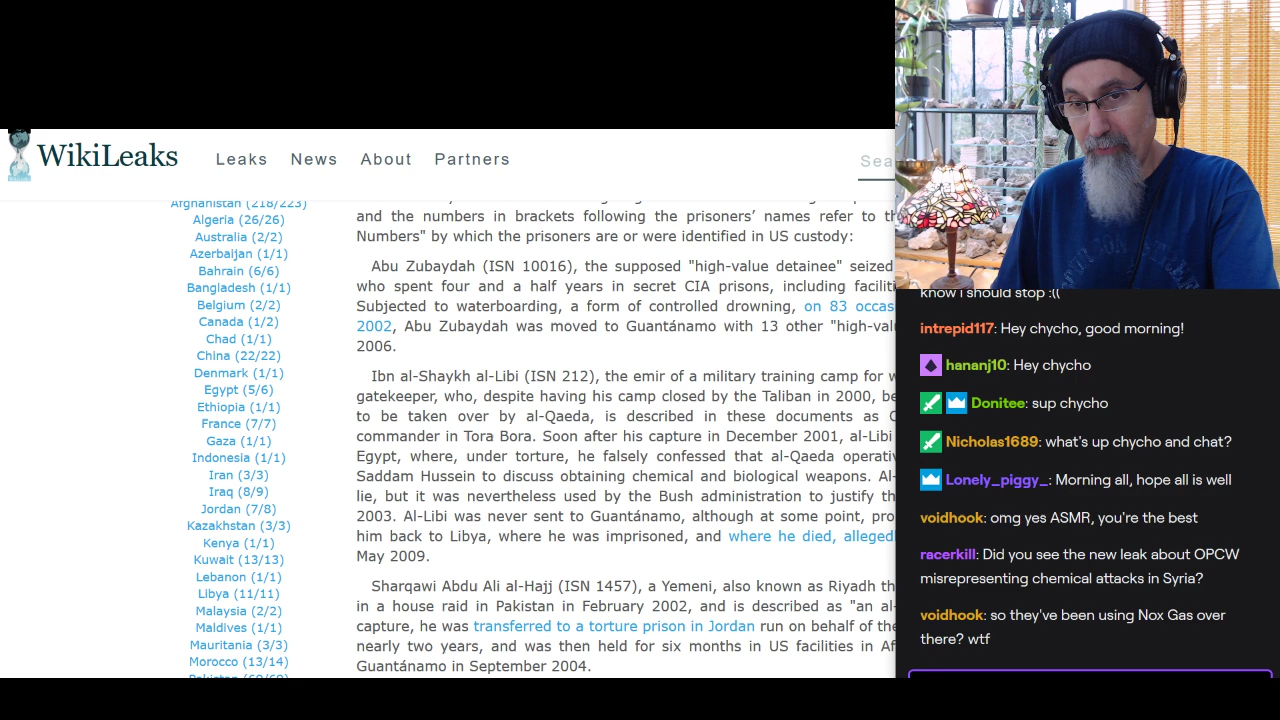 WikiLeaks
Leaks News About Partners
Sea
Afghanistan (218/223)
Algeria (26/26)
Australia (2/2)
Azerbaijan (1/1)
Bahrain (6/6)
Bangladesh (1/1)
Belgium (2/2)
Canada (1/2)
Chad (1/1)
China (22/22)
Denmark (1/1)
Egypt (5/6)
Ethiopia (1/1)
France (7/7)
Gaza (1/1)
Indonesia (1/1)
Iran (3/3)
Iraq (8/9)
Jordan (7/8)
Kazakhstan (3/3)
Kenya (1/1)
Kuwait (13/13)
Lebanon (1/1)
Libya (11/11)
Malaysia (2/2)
Maldives (1/1)
Mauritania (3/3)
Morocco (13/14)
and the numbers in brackets following the prisoners’ names refer to th
Numbers" by which the prisoners are or were identified in US custody:
Abu Zubaydah (ISN 10016), the supposed "high-value detainee" seized
who spent four and a half years in secret CIA prisons, including faciliti
Subjected to waterboarding, a form of controlled drowning, on 83 occas
2002, Abu Zubaydah was moved to Guantánamo with 13 other "high-val
2006.
Ibn al-Shaykh al-Libi (ISN 212), the emir of a military training camp for w
gatekeeper, who, despite having his camp closed by the Taliban in 2000, be
to be taken over by al-Qaeda, is described in these documents as O
commander in Tora Bora. Soon after his capture in December 2001, al-Libi
Egypt, where, under torture, he falsely confessed that al-Qaeda operativ
Saddam Hussein to discuss obtaining chemical and biological weapons. Al-
lie, but it was nevertheless used by the Bush administration to justify th
2003. Al-Libi was never sent to Guantánamo, although at some point, pro
him back to Libya, where he was imprisoned, and where he died, alleged
May 2009.
Sharqawi Abdu Ali al-Hajj (ISN 1457), a Yemeni, also known as Riyadh th
in a house raid in Pakistan in February 2002, and is described as "an al-
capture, he was transferred to a torture prison in Jordan run on behalf of the
nearly two years, and was then held for six months in US facilities in Af
Guantánamo in September 2004.
know i should stop :((
intrepid117: Hey chycho, good morning!
hananj10: Hey chycho
Donitee: sup chycho
Nicholas1689: what's up chycho and chat?
Lonely_piggy_: Morning all, hope all is well
voidhook: omg yes ASMR, you're the best
racerkill: Did you see the new leak about OPCW
misrepresenting chemical attacks in Syria?
voidhook: so they've been using Nox Gas over
there? wtf